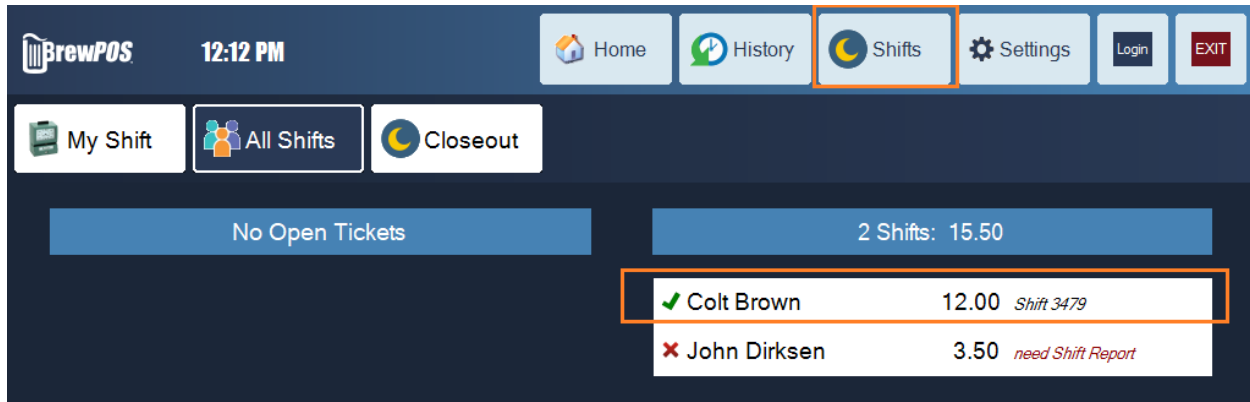 BrewPOS 12:12 PM Home History Shifts Settings Login EXIT
My Shift All Shifts Closeout
No Open Tickets 2 Shifts: 15.50
Colt Brown 12.00 Shift 3479
John Dirksen 3.50 need Shift Report